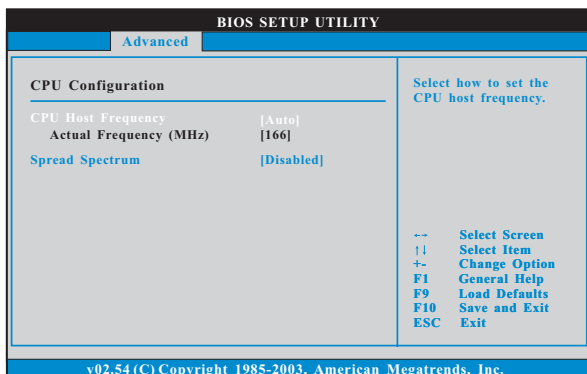 BIOS SETUP UTILITY
Advanced
CPU Configuration
CPU Host Frequency [Auto]
Actual Frequency (MHz) [166]
Spread Spectrum [Disabled]
Select how to set the
CPU host frequency.
←→ Select Screen
↑↓ Select Item
+- Change Option
F1 General Help
F9 Load Defaults
F10 Save and Exit
ESC Exit
v02.54 (C) Copyright 1985-2003, American Megatrends, Inc.